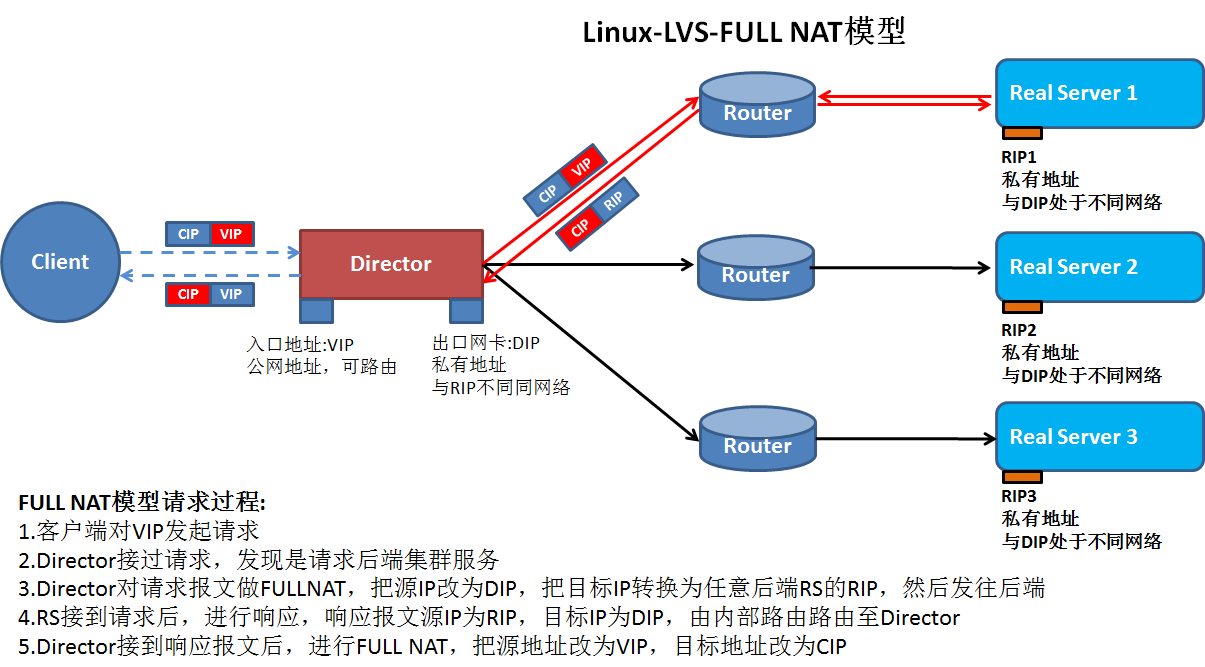 Linux-LVS-FULL NAT模型
Router
Real Server 1
RIP1
私有地址
与DIP处于不同网络
CIP VIP
CIP RIP
Client
CIP VIP
CIP VIP
Director
入口地址:VIP
公网地址，可路由
出口网卡:DIP
私有地址
与RIP不同同网络
Router
Real Server 2
RIP2
私有地址
与DIP处于不同网络
Router
Real Server 3
RIP3
私有地址
与DIP处于不同网络
FULL NAT模型请求过程:
1.客户端对VIP发起请求
2.Director接过请求，发现是请求后端集群服务
3.Director对请求报文做FULLNAT，把源IP改为DIP，把目标IP转换为任意后端RS的RIP，然后发往后端
4.RS接到请求后，进行响应，响应报文源IP为RIP，目标IP为DIP，由内部路由路由至Director
5.Director接到响应报文后，进行FULL NAT，把源地址改为VIP，目标地址改为CIP